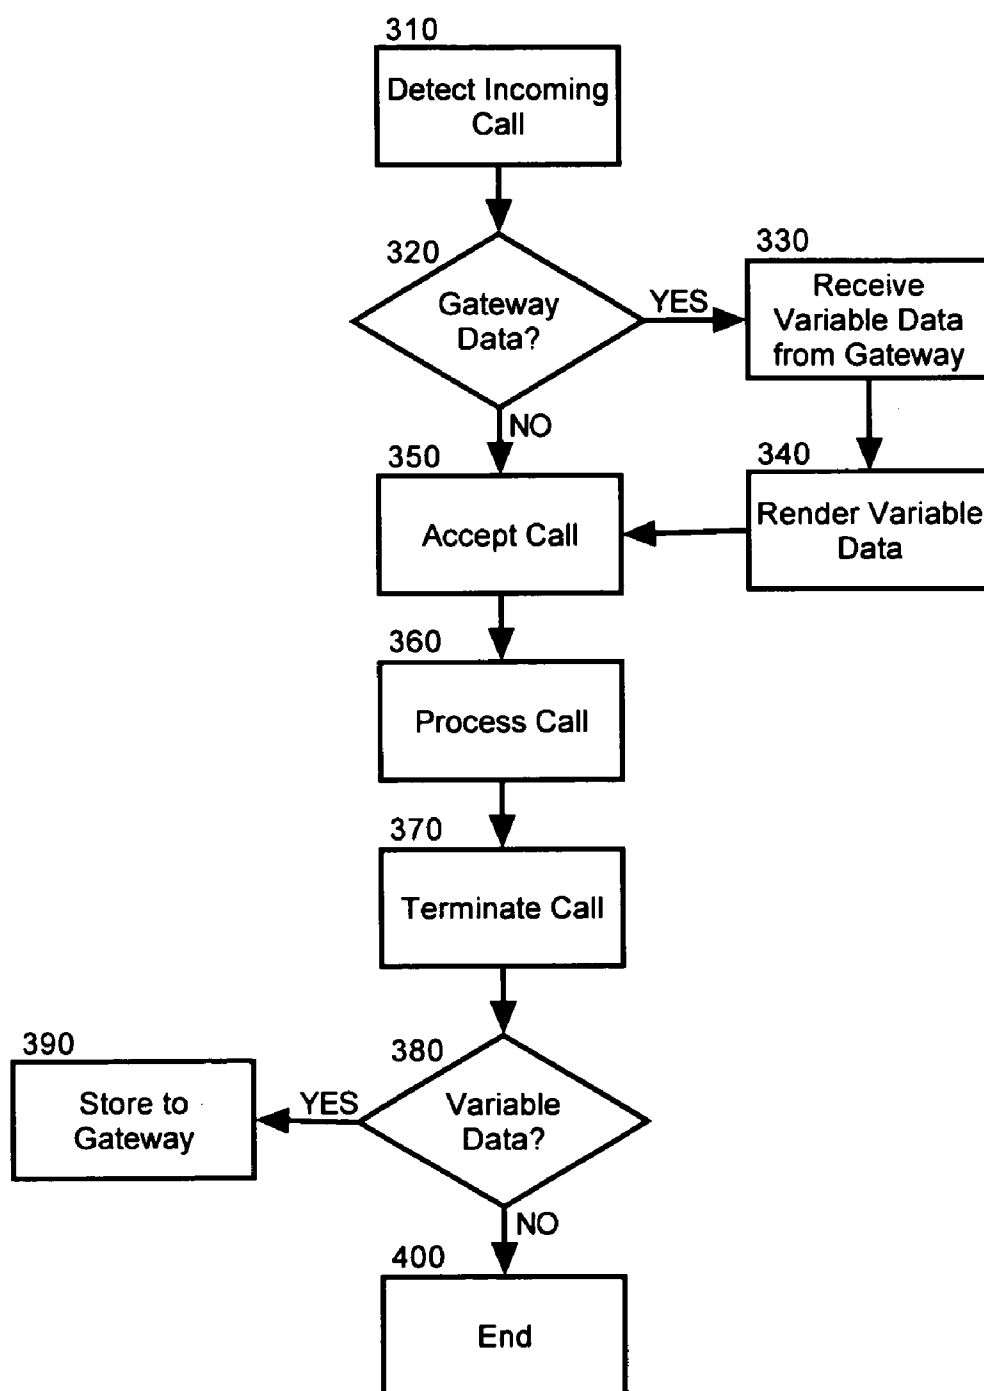 310
Detect Incoming
Call
320
Gateway
Data?
YES
330
Receive
Variable Data
from Gateway
NO
350
Accept Call
340
Render Variable
Data
360
Process Call
370
Terminate Call
380
Variable
Data?
YES
390
Store to
Gateway
NO
400
End